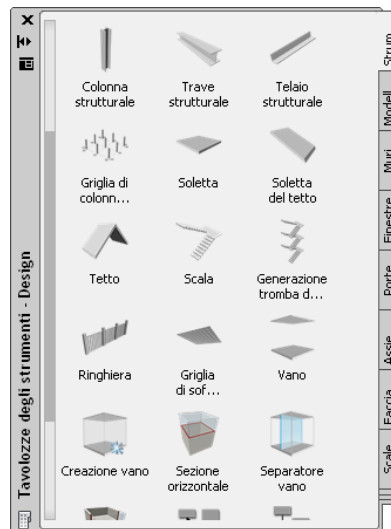 Strum
Colonna
strutturale
Trave
strutturale
Telaio
strutturale
Modell
Griglia di
colonn...
Soletta
Soletta
del tetto
Muri
Finestre
Tetto
Scala
Generazione
tromba d...
Porte
Ringhiera
Griglia
di sof...
Vano
Assie
Faccia
Creazione vano
Sezione
orizzontale
Separatore
vano
Scale
Tavolozze degli strumenti - Design